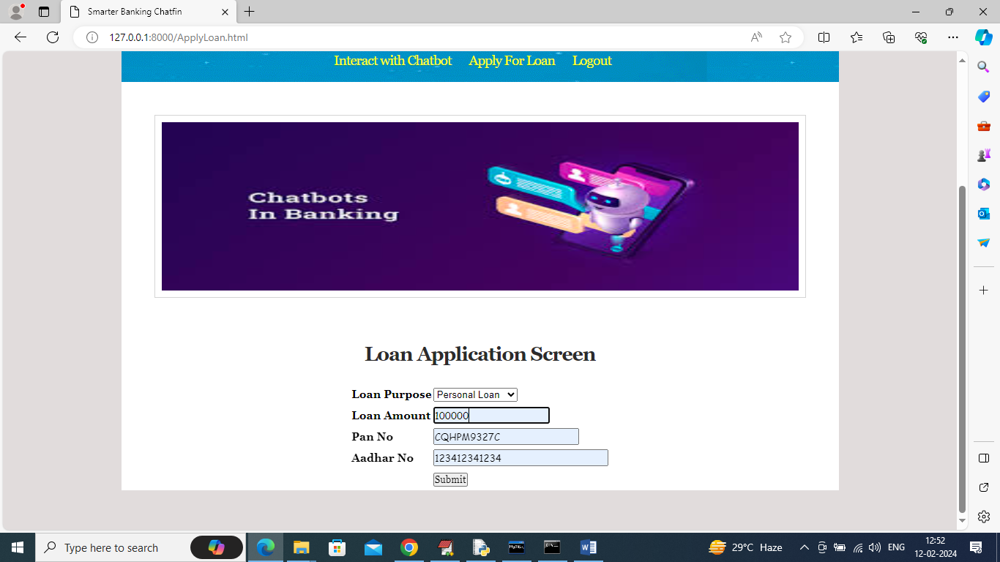 Smarter Banking Chatfin
127.0.0.1:8000/ApplyLoan.html
Interact with Chatbot Apply For Loan Logout
Chatbots
In Banking
Loan Application Screen
Loan Purpose Personal Loan
Loan Amount 100000
Pan No CQHPM9327C
Aadhar No 123412341234
Submit
Type here to search
29°C Haze
ENG
12:52
12-02-2024